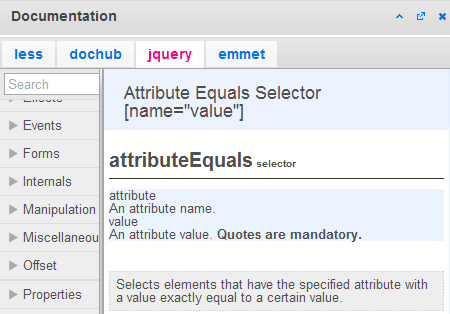 Documentation
less dochub jquery emmet
Search
Effects
Events
Forms
Internals
Manipulation
Miscellaneou
Offset
Properties
Attribute Equals Selector
[name="value"]
attributeEquals selector
attribute
An attribute name.
value
An attribute value. Quotes are mandatory.
Selects elements that have the specified attribute with
a value exactly equal to a certain value.